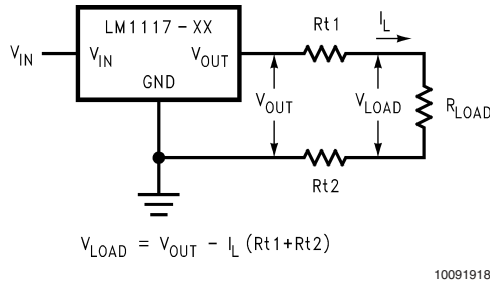 LM1117-XX
Rt1
I_L
V_IN
V_IN
V_OUT
GND
V_OUT
V_LOAD
R_LOAD
Rt2
V_LOAD = V_OUT - I_L (Rt1+Rt2)
10091918